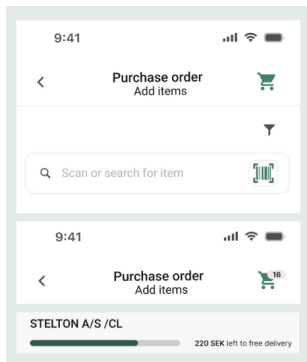 9:41
Purchase order
Add items
Scan or search for item
9:41
Purchase order
16
Add items
STELTON A/S /CL
220 SEK left to free delivery